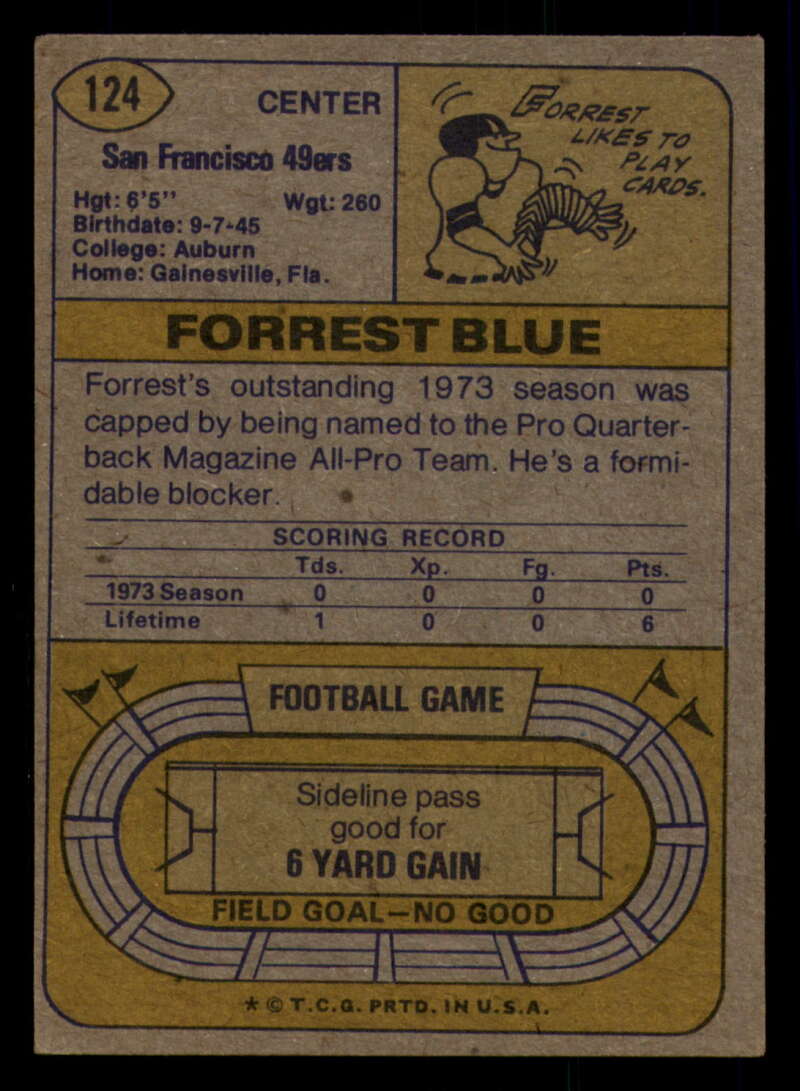 124
CENTER
San Francisco 49ers
Hgt: 6'5" Wgt: 260
Birthdate: 9-7-45
College: Auburn
Home: Gainesville, Fla.
FORREST
LIKES TO
PLAY
CARDS.
FORREST BLUE
Forrest's outstanding 1973 season was
capped by being named to the Pro Quarter-
back Magazine All-Pro Team. He's a formi-
dable blocker.
SCORING RECORD
Tds. Xp. Fg. Pts.
1973 Season 0 0 0 0
Lifetime 1 0 0 6
FOOTBALL GAME
Sideline pass
good for
6 YARD GAIN
FIELD GOAL—NO GOOD
* © T.C.G. PRTD. IN U.S.A.